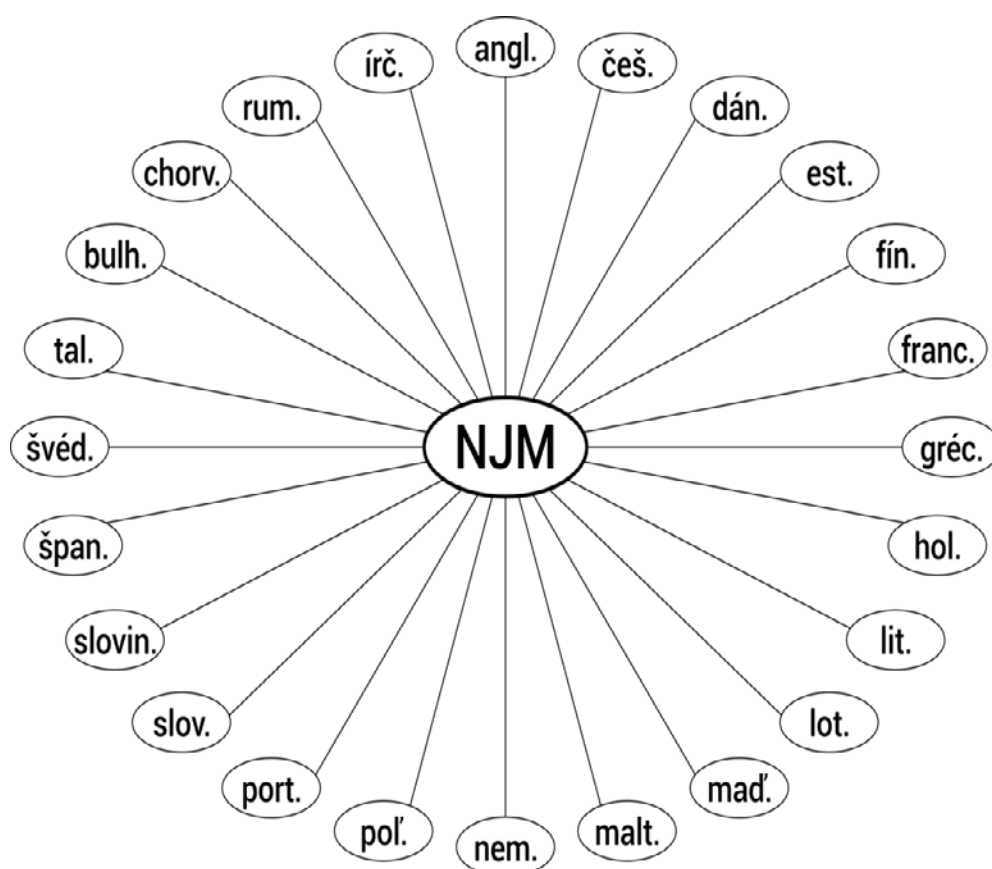 angl.
češ.
dán.
est.
fín.
franc.
gréc.
hol.
lit.
lot.
maď.
malt.
nem.
poľ.
port.
slov.
slovin.
špan.
švéd.
tal.
bulh.
chorv.
rum.
írč.
NJM